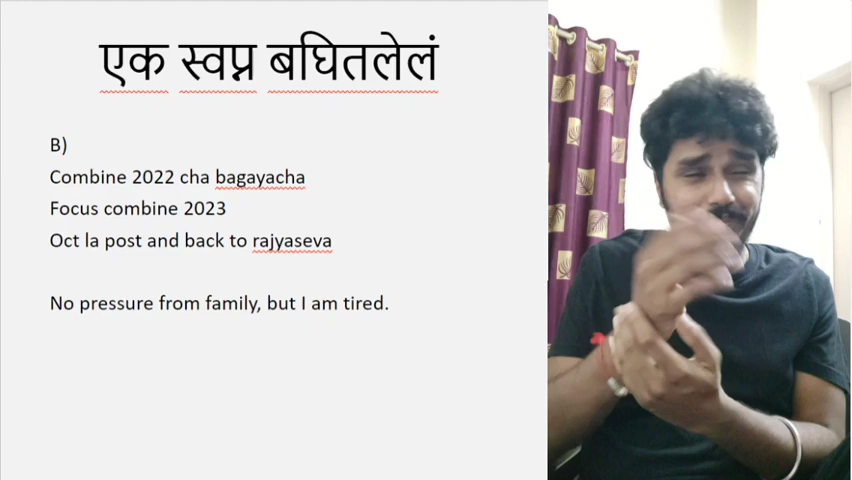 एक स्वप्न बघितलेलं
B)
Combine 2022 cha bagayacha
Focus combine 2023
Oct la post and back to rajyaseva
No pressure from family, but I am tired.